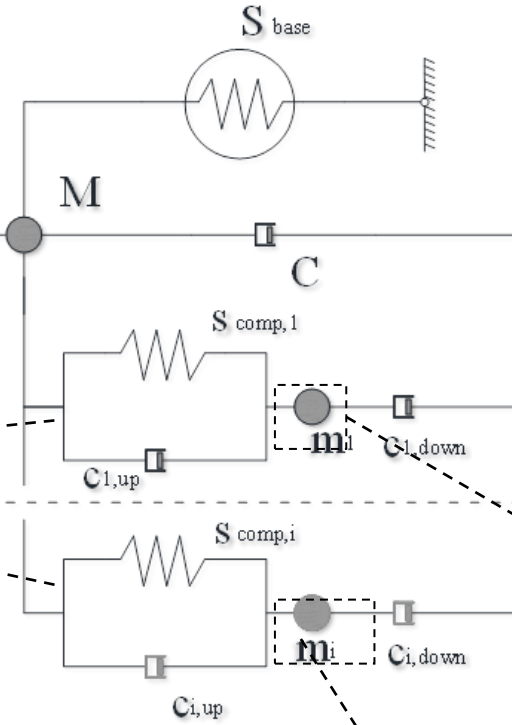 S base
M
C
S comp,1
m1
C1,down
C1,up
S comp,i
mi
Ci,down
Ci,up